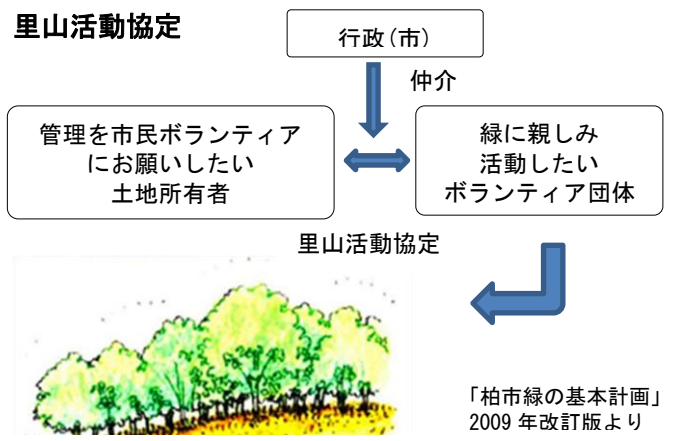 里山活動協定
行政(市)
仲介
管理を市民ボランティア
にお願いしたい
土地所有者
緑に親しみ
活動したい
ボランティア団体
里山活動協定
「柏市緑の基本計画」
2009年改訂版より